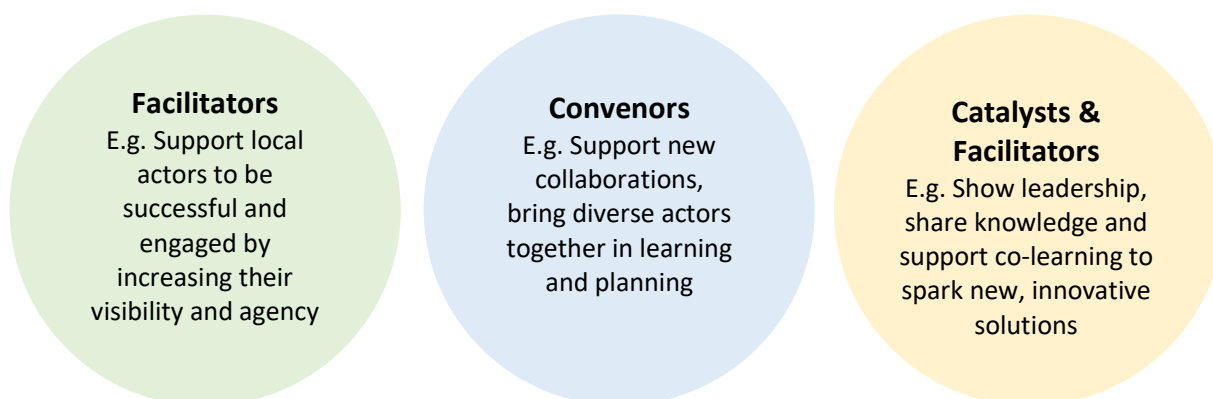 Facilitators
E.g. Support local
actors to be
successful and
engaged by
increasing their
visibility and agency
Convenors
E.g. Support new
collaborations,
bring diverse actors
together in learning
and planning
Catalysts &
Facilitators
E.g. Show leadership,
share knowledge and
support co-learning to
spark new, innovative
solutions